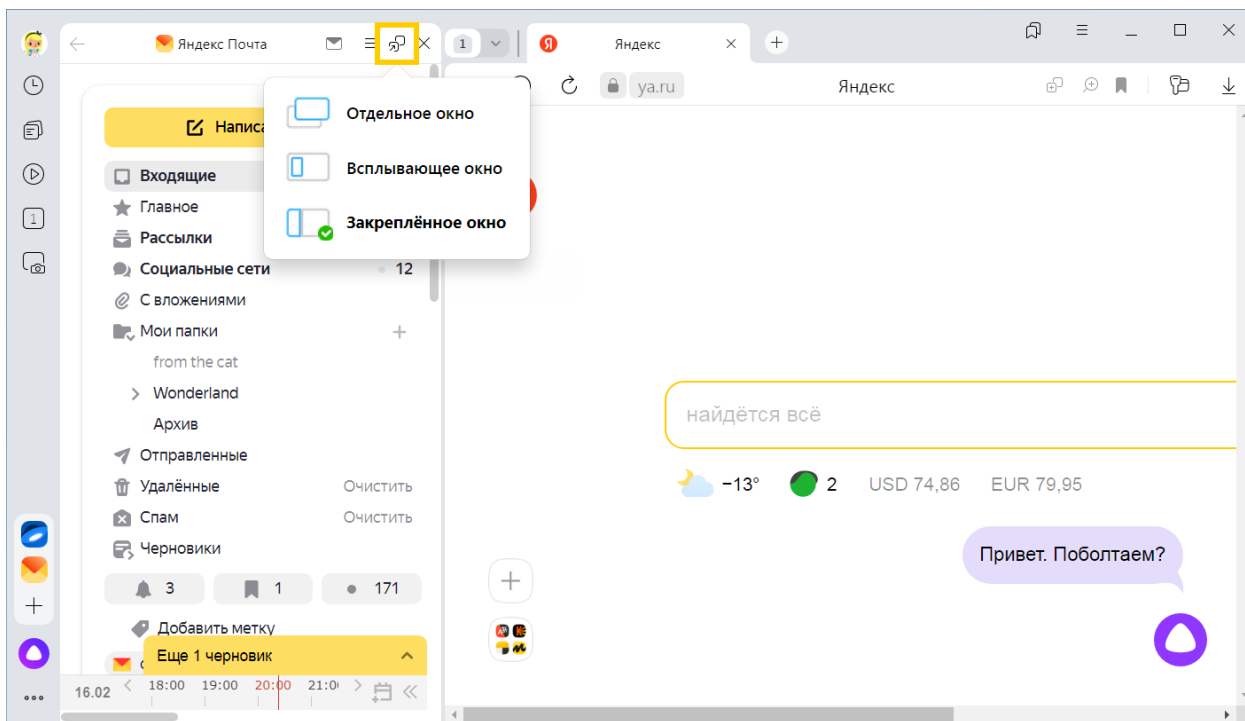 Яндекс Почта
1
Я
Яндекс
ya.ru
Яндекс
Отдельное окно
Всплывающее окно
Закреплённое окно
Входящие
Главное
Рассылки
Социальные сети
12
С вложениями
Мои папки
from the cat
Wonderland
Архив
Отправленные
Удалённые
Очистить
Спам
Очистить
Черновики
3
1
171
Добавить метку
Еще 1 черновик
16.02
18:00
19:00
20:00
1
найдётся всё
−13°
2
USD 74,86
EUR 79,95
Привет. Поболтаем?